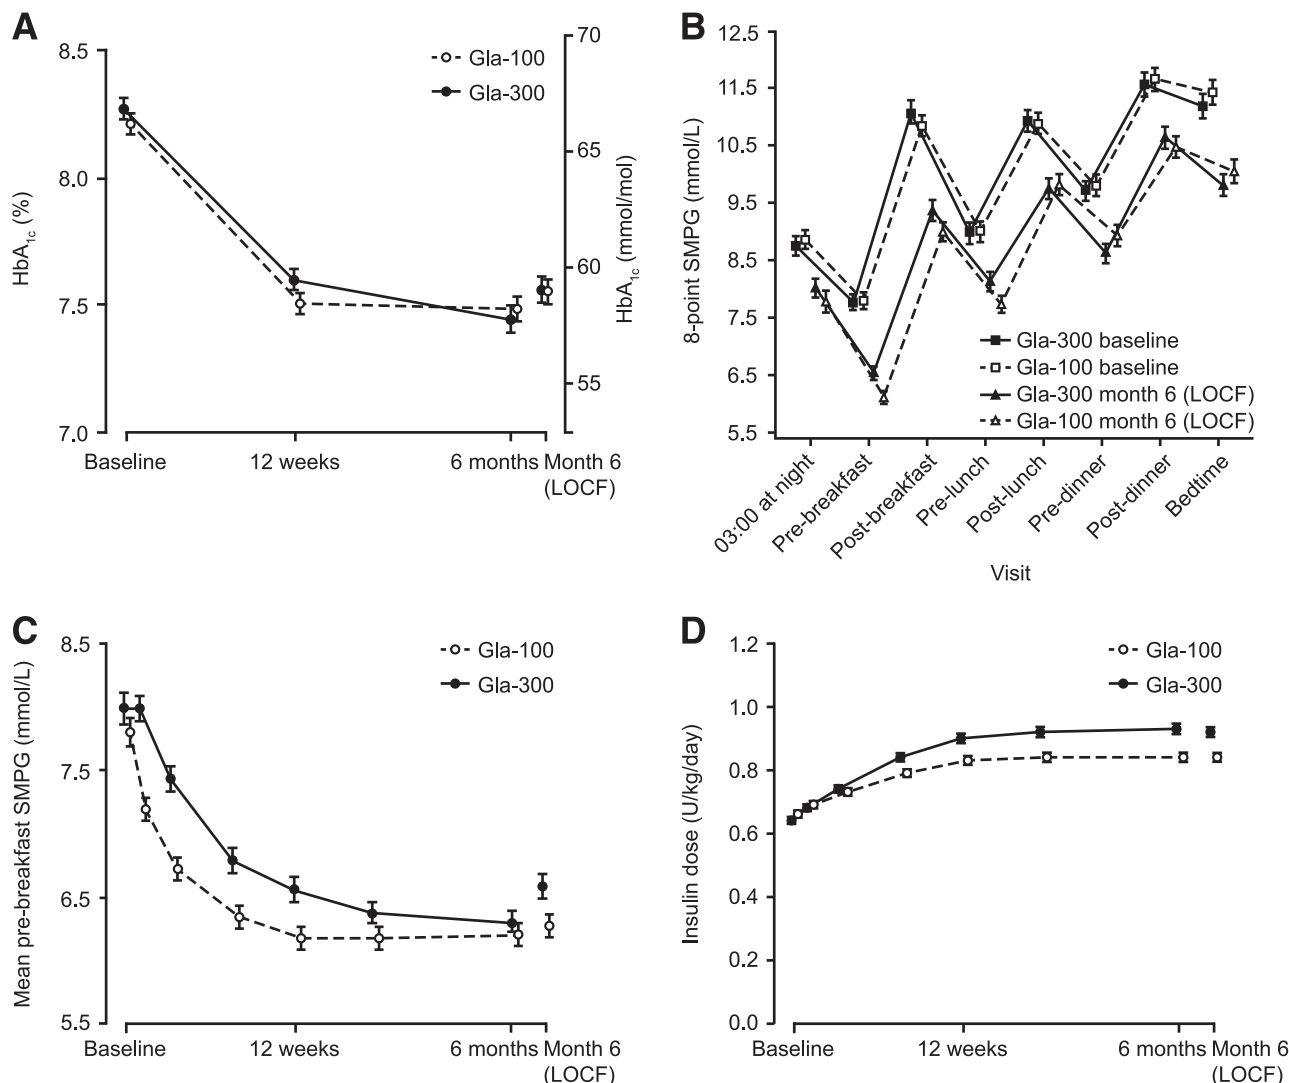 A
8.5
8.0
7.5
7.0
HbA1c (%)
Gla-100
Gla-300
70
65
60
55
HbA1c (mmol/mol)
Baseline
12 weeks
6 months
Month 6
(LOCF)
B
12.5
11.5
10.5
9.5
8.5
7.5
6.5
5.5
8-point SMPG (mmol/L)
Gla-300 baseline
Gla-100 baseline
Gla-300 month 6 (LOCF)
Gla-100 month 6 (LOCF)
03:00 at night
Pre-breakfast
Post-breakfast
Pre-lunch
Post-lunch
Pre-dinner
Post-dinner
Bedtime
Visit
C
8.5
7.5
6.5
5.5
Mean pre-breakfast SMPG (mmol/L)
Gla-100
Gla-300
Baseline
12 weeks
6 months
Month 6
(LOCF)
D
1.2
1.0
0.8
0.6
0.4
0.2
0.0
Insulin dose (U/kg/day)
Gla-100
Gla-300
Baseline
12 weeks
6 months
Month 6
(LOCF)